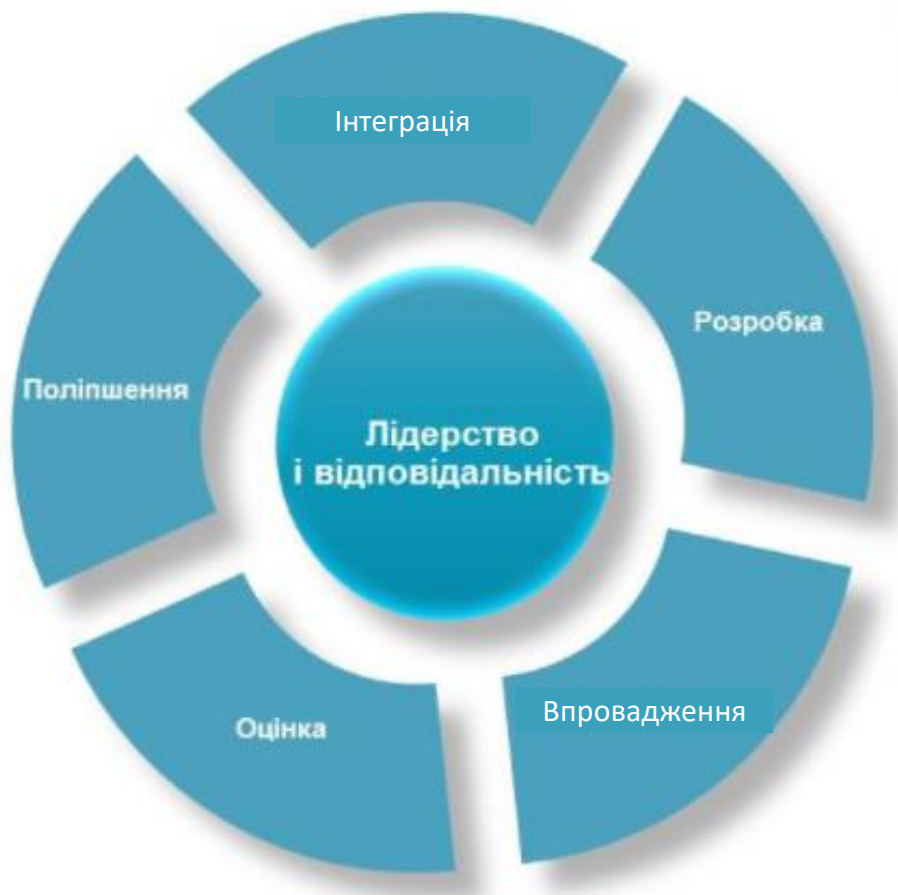 Інтеграція
Розробка
Поліпшення
Лідерство
і відповідальність
Впровадження
Оцінка